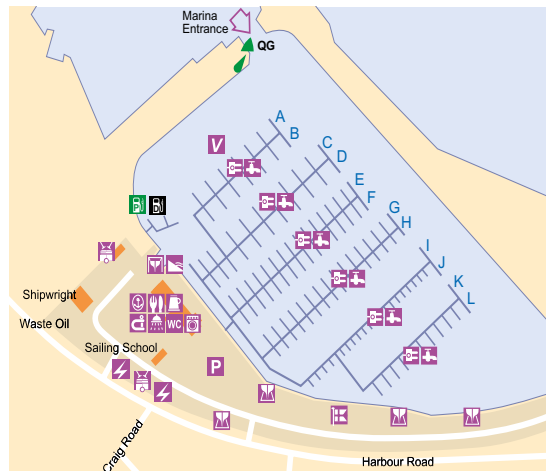 Marina
Entrance
QG
A
B
C
D
V
E
F
G
H
P
D
I
J
K
L
Shipwright
Waste Oil
WC
Sailing School
P
Craig Road
Harbour Road